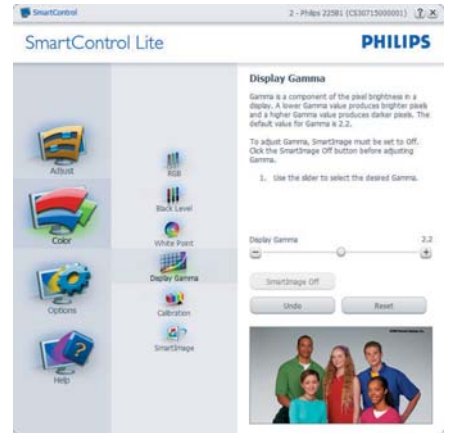 SmartControl
2 - Philips 225B1 (CS30715000001)
SmartControl Lite
PHILIPS
Adjust
Color
Options
Help
RGB
Black Level
White Point
Display Gamma
Calibration
SmartImage
Display Gamma
Gamma is a component of the pixel brightness in a
display. A lower Gamma value produces brighter pixels
and a higher Gamma value produces darker pixels. The
default value for Gamma is 2.2.
To adjust Gamma, SmartImage must be set to Off.
Click the SmartImage Off button before adjusting
Gamma.
1. Use the slider to select the desired Gamma.
Display Gamma 2.2
SmartImage Off
Undo Reset